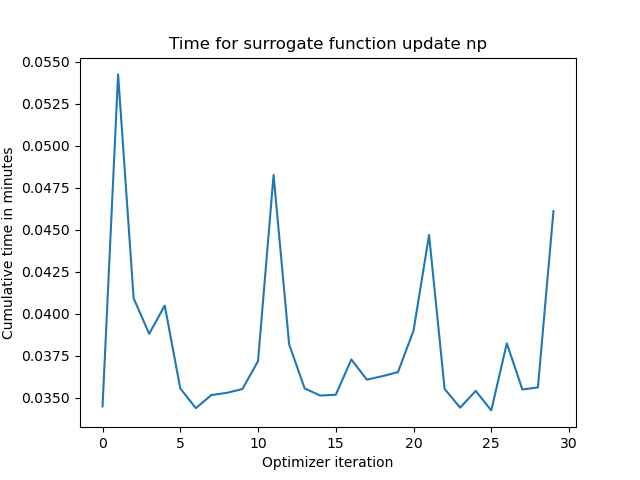 Time for surrogate function update np
Cumulative time in minutes
0.0550
0.0525
0.0500
0.0475
0.0450
0.0425
0.0400
0.0375
0.0350
0 5 10 15 20 25 30
Optimizer iteration